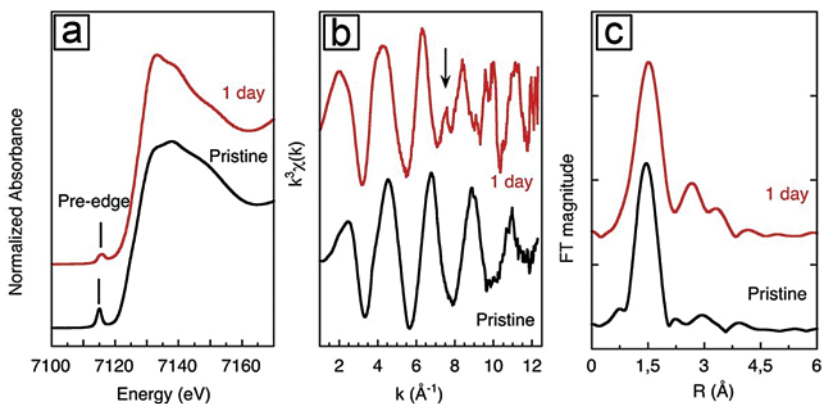 a
1 day
Pristine
Pre-edge
Normalized Absorbance
7100 7120 7140 7160
Energy (eV)
b
1 day
Pristine
k³χ(k)
2 4 6 8 10 12
k (Å⁻¹)
c
1 day
Pristine
FT magnitude
0 1,5 3 4,5 6
R (Å)